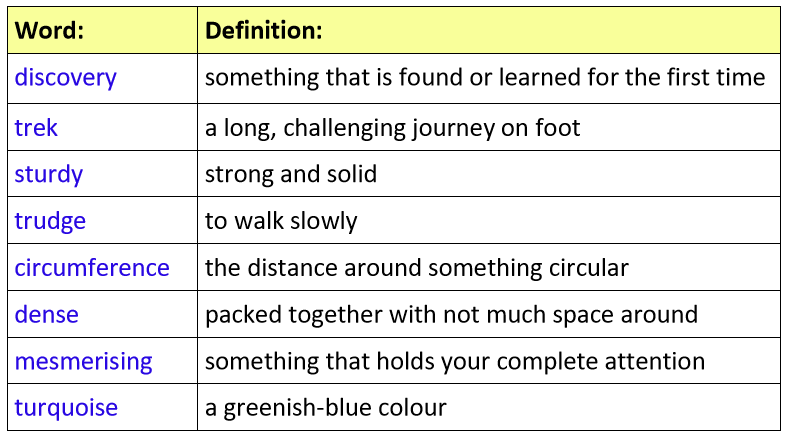 Word: Definition:
discovery something that is found or learned for the first time
trek a long, challenging journey on foot
sturdy strong and solid
trudge to walk slowly
circumference the distance around something circular
dense packed together with not much space around
mesmerising something that holds your complete attention
turquoise a greenish-blue colour